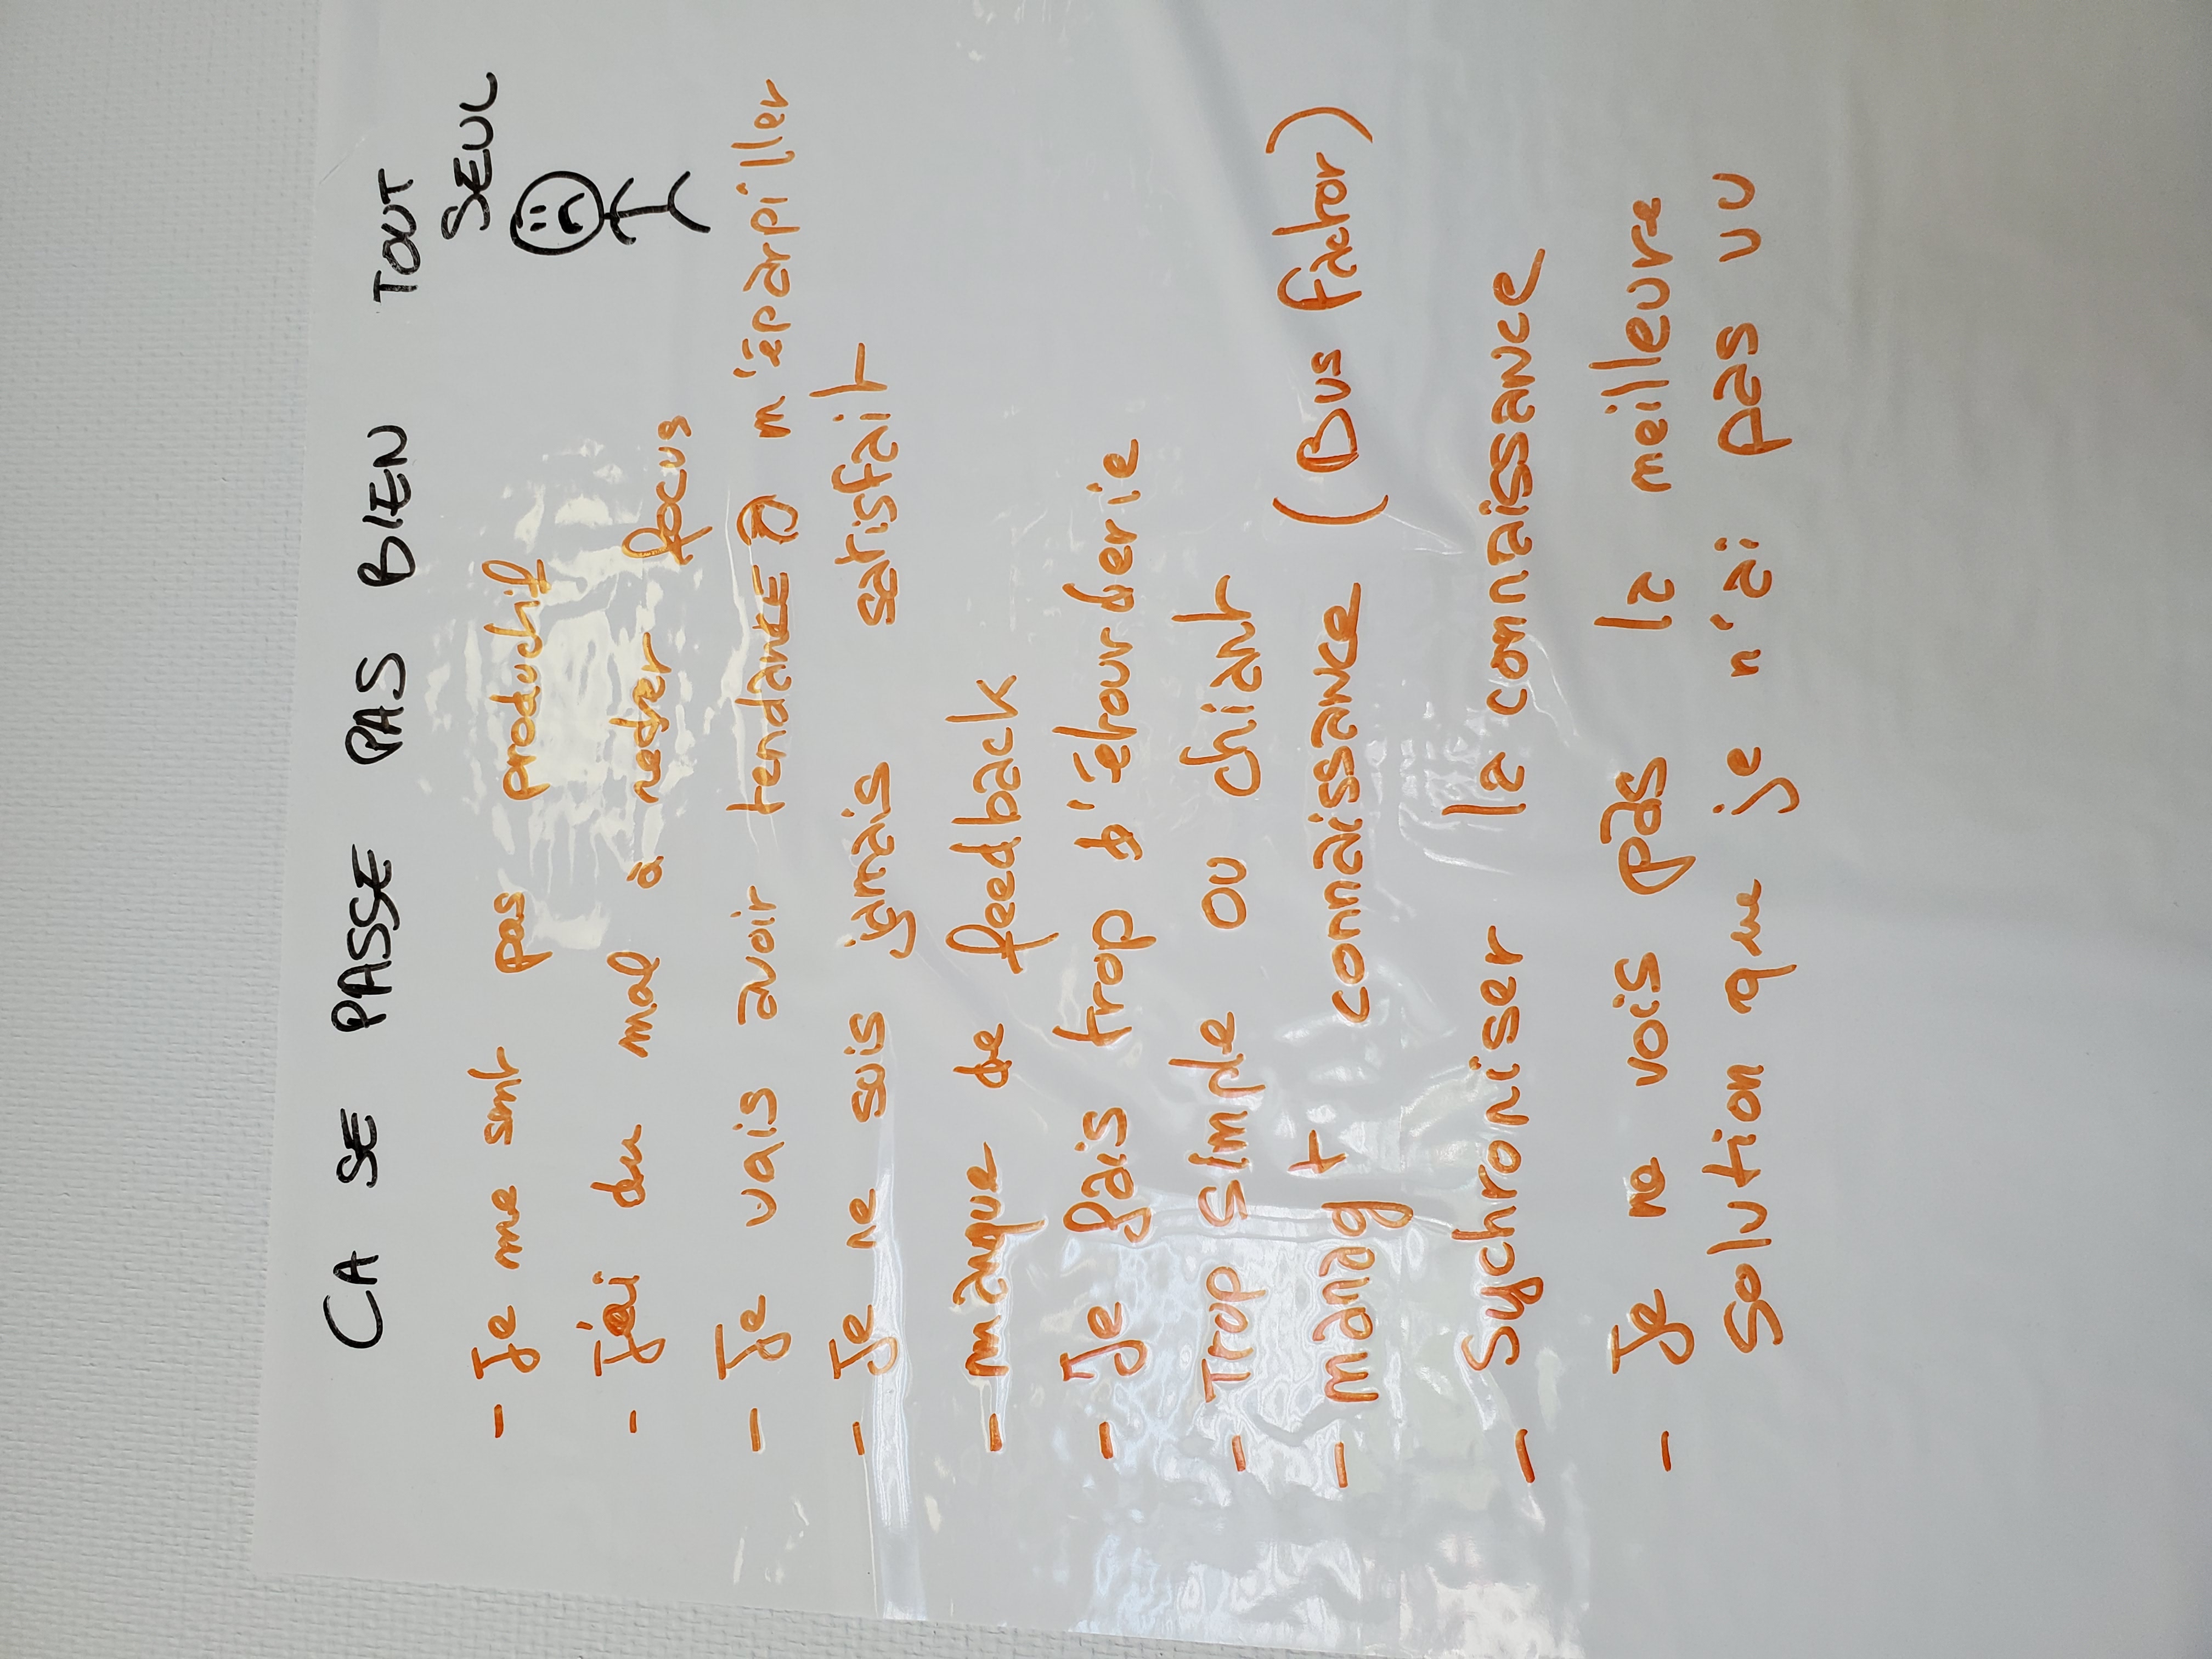 CA SE PASSE PAS BIEN TOUT
SEUL
- Je me sent pas productif
- J'ai du mal à rester focus
- Je vais avoir tendance à m'éparpiller
- Je ne suis jamais satisfait
- manque de feedback
- Je fais trop d'étourderie
- Trop simple ou chiant
- manag^t connaissance (Bus factor)
- Sychroniser la connaissance
- Je ne vois pas la meilleure
solution que je n'ai pas vu